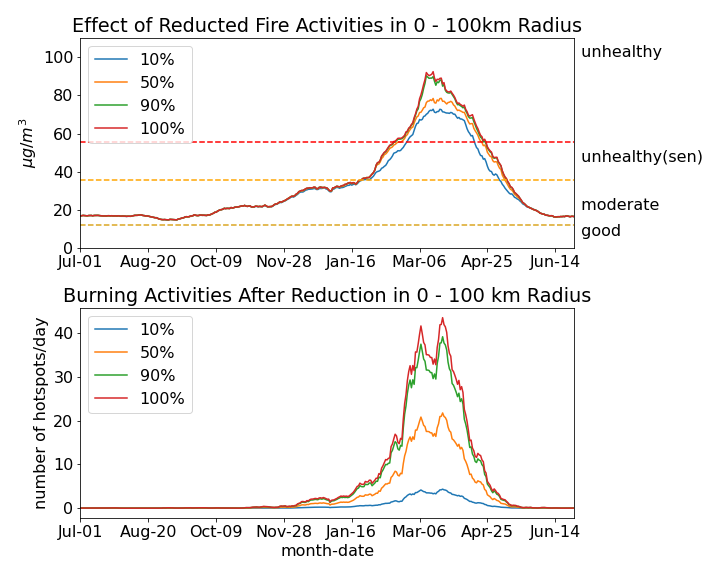 Effect of Reducted Fire Activities in 0 - 100km Radius
100
80
60
40
20
0
μg/m³
10%
50%
90%
100%
unhealthy
unhealthy(sen)
moderate
good
Jul-01 Aug-20 Oct-09 Nov-28 Jan-16 Mar-06 Apr-25 Jun-14
Burning Activities After Reduction in 0 - 100 km Radius
40
30
20
10
0
number of hotspots/day
10%
50%
90%
100%
Jul-01 Aug-20 Oct-09 Nov-28 Jan-16 Mar-06 Apr-25 Jun-14
month-date